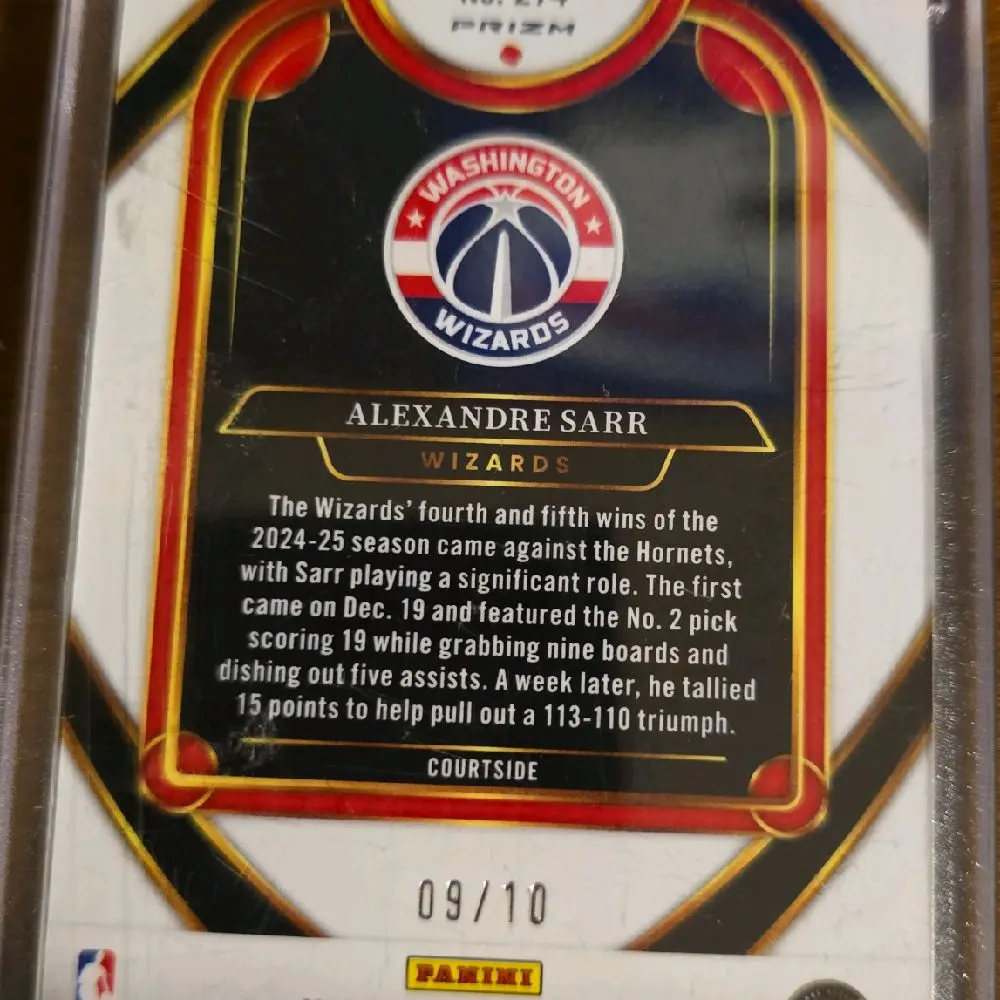 PRIZM
WASHINGTON
WIZARDS
ALEXANDRE SARR
WIZARDS
The Wizards' fourth and fifth wins of the
2024-25 season came against the Hornets,
with Sarr playing a significant role. The first
came on Dec. 19 and featured the No. 2 pick
scoring 19 while grabbing nine boards and
dishing out five assists. A week later, he tallied
15 points to help pull out a 113-110 triumph.
COURTSIDE
09/10
PANINI